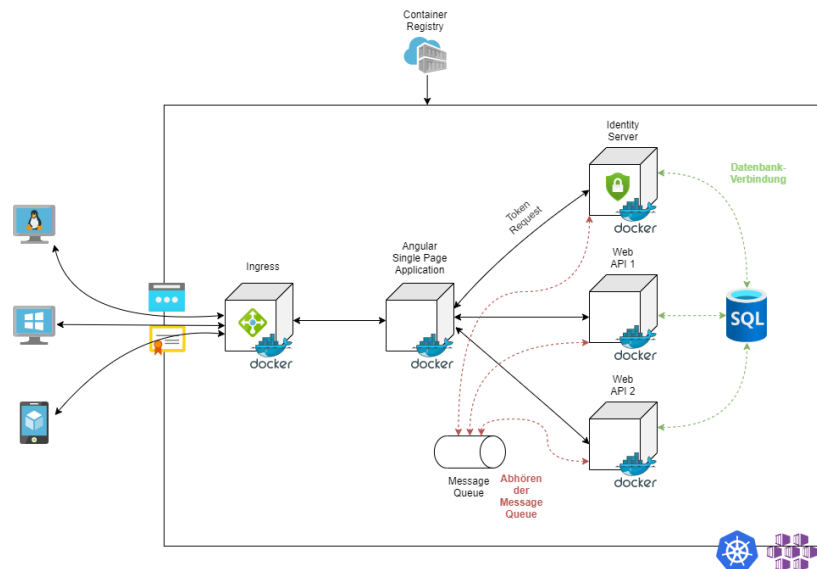 Container
Registry
Identity
Server
Datenbank-
Verbindung
docker
Token
Request
Ingress
Angular
Single Page
Application
Web
API 1
SQL
docker
docker
docker
Web
API 2
docker
Message
Queue
Abhören
der
Message
Queue